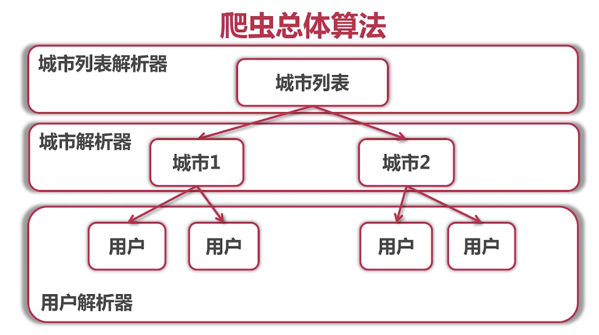 爬虫总体算法
城市列表解析器
城市列表
城市解析器
城市1
城市2
用户
用户
用户
用户
用户解析器